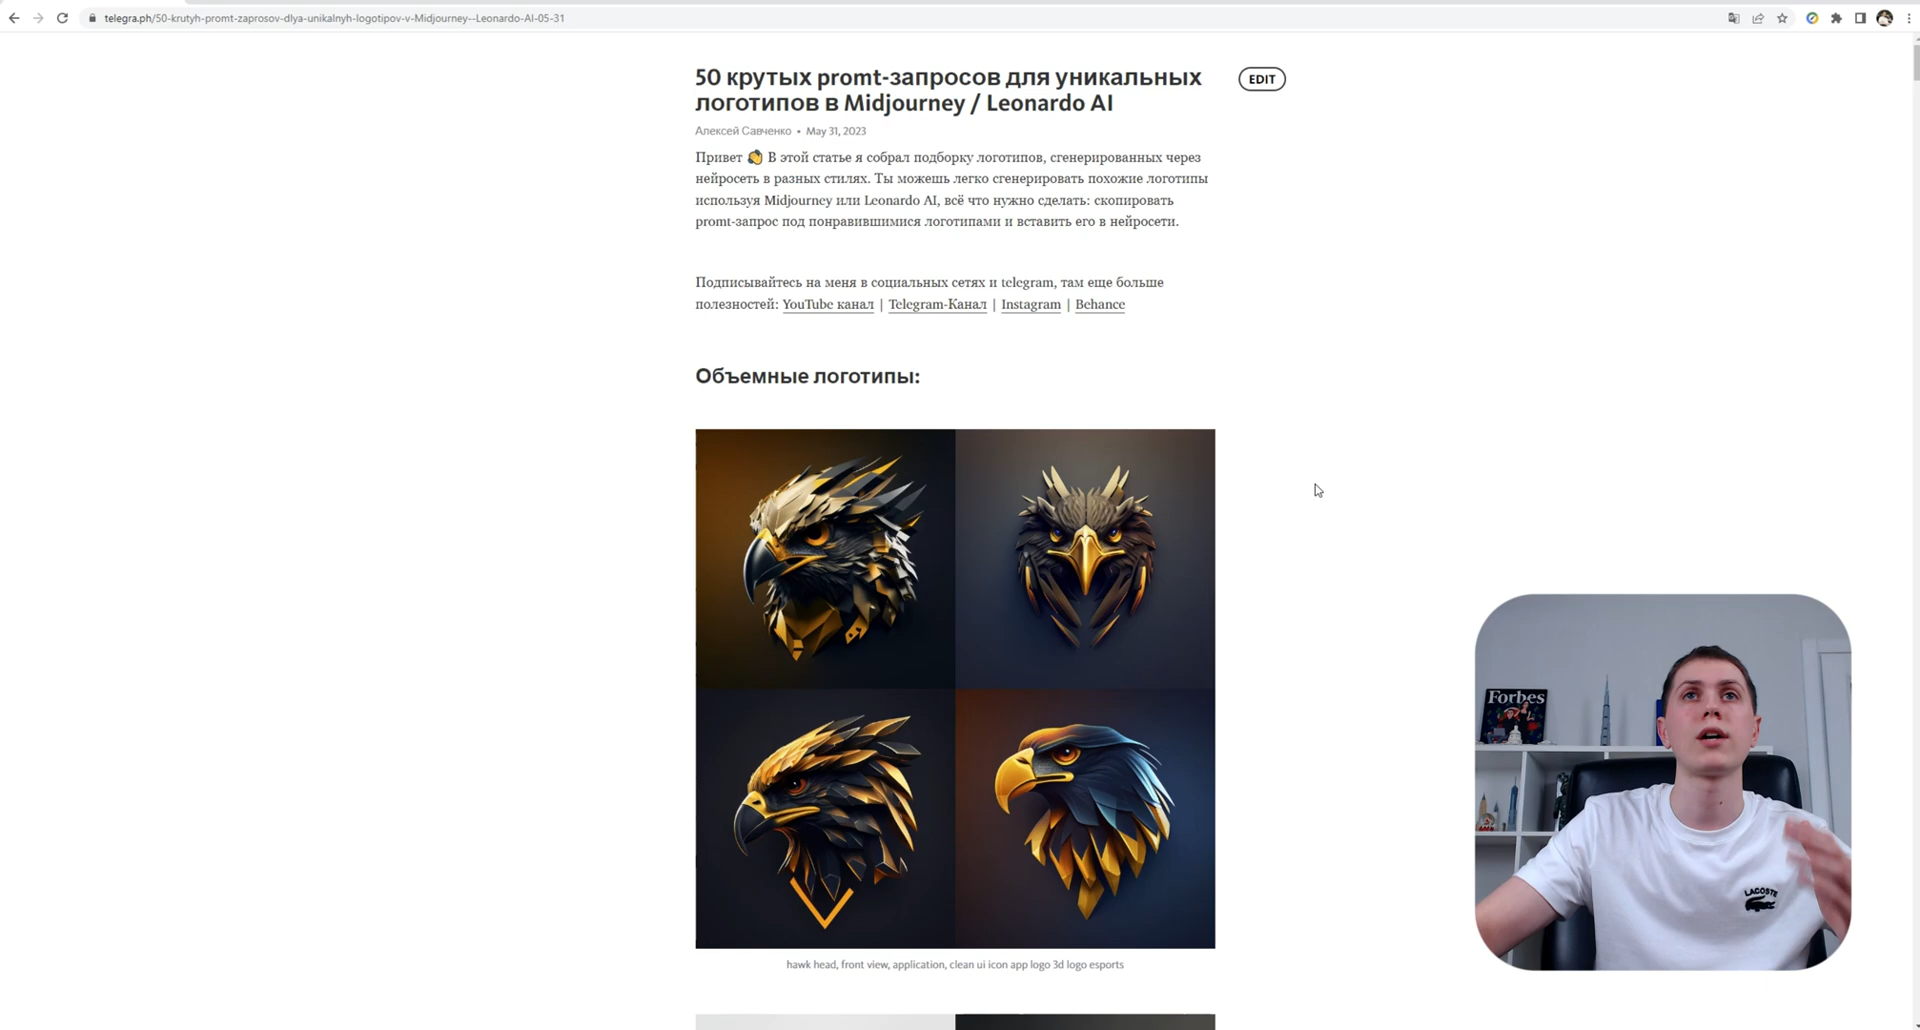 telegra.ph/50-krutyh-promt-zaprosov-dlya-unikalnyh-logotipov-v-Midjourney--Leonardo-AI-05-31
50 крутых promt-запросов для уникальных
логотипов в Midjourney / Leonardo AI
EDIT
Алексей Савченко • May 31, 2023
Привет 👏 В этой статье я собрал подборку логотипов, сгенерированных через
нейросеть в разных стилях. Ты можешь легко сгенерировать похожие логотипы
используя Midjourney или Leonardo AI, всё что нужно сделать: скопировать
promt-запрос под понравившимися логотипами и вставить его в нейросети.
Подписывайтесь на меня в социальных сетях и telegram, там еще больше
полезностей: YouTube канал | Telegram-Канал | Instagram | Behance
Объемные логотипы:
hawk head, front view, application, clean ui icon app logo 3d logo esports
Forbes
LACOSTE